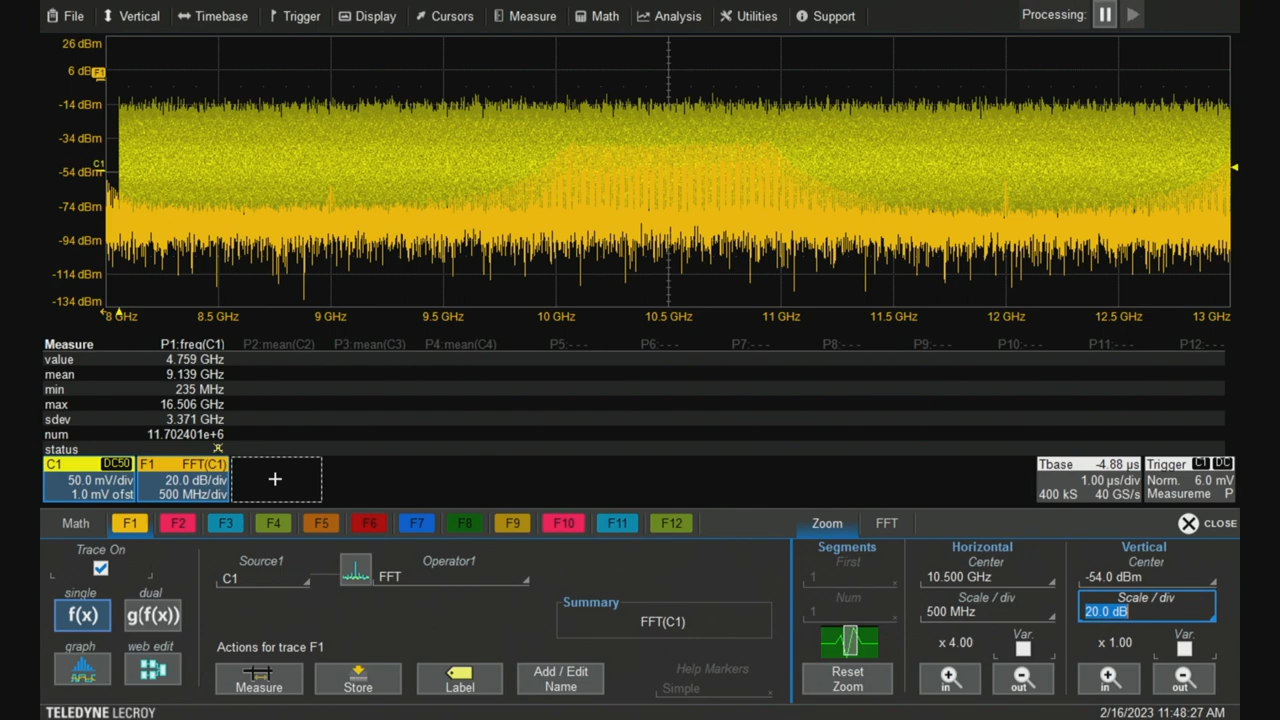 File Vertical Timebase Trigger Display Cursors Measure Math Analysis Utilities Support Processing:
26 dBm
6 dB F1
-14 dBm
-34 dBm
C1
-54 dBm
-74 dBm
-94 dBm
-114 dBm
-134 dBm
8 GHz 8.5 GHz 9 GHz 9.5 GHz 10 GHz 10.5 GHz 11 GHz 11.5 GHz 12 GHz 12.5 GHz 13 GHz
Measure P1:freq(C1) P2:mean(C2) P3:mean(C3) P4:mean(C4) P5:- - - P6:- - - P7:- - - P8:- - - P9:- - - P10:- - - P11:- - - P12:- - -
value 4.759 GHz
mean 9.139 GHz
min 235 MHz
max 16.506 GHz
sdev 3.371 GHz
num 11.702401e+6
status
C1 DC50 F1 FFT(C1) Tbase -4.88 µs Trigger C1 DC
50.0 mV/div 20.0 dB/div + 1.00 µs/div Norm. 6.0 mV
1.0 mV ofst 500 MHz/div 400 kS 40 GS/s Measureme P
Math F1 F2 F3 F4 F5 F6 F7 F8 F9 F10 F11 F12 Zoom FFT CLOSE
Trace On Segments Horizontal Vertical
Source1 Operator1 First Center Center
C1 FFT 1 10.500 GHz -54.0 dBm
single dual Num Scale / div Scale / div
f(x) g(f(x)) Summary 1 500 MHz 20.0 dB
FFT(C1)
graph web edit Actions for trace F1 x 4.00 Var. x 1.00 Var.
Measure Store Label Add / Edit Name Help Markers Simple Reset Zoom in out in out
TELEDYNE LECROY 2/16/2023 11:48:27 AM